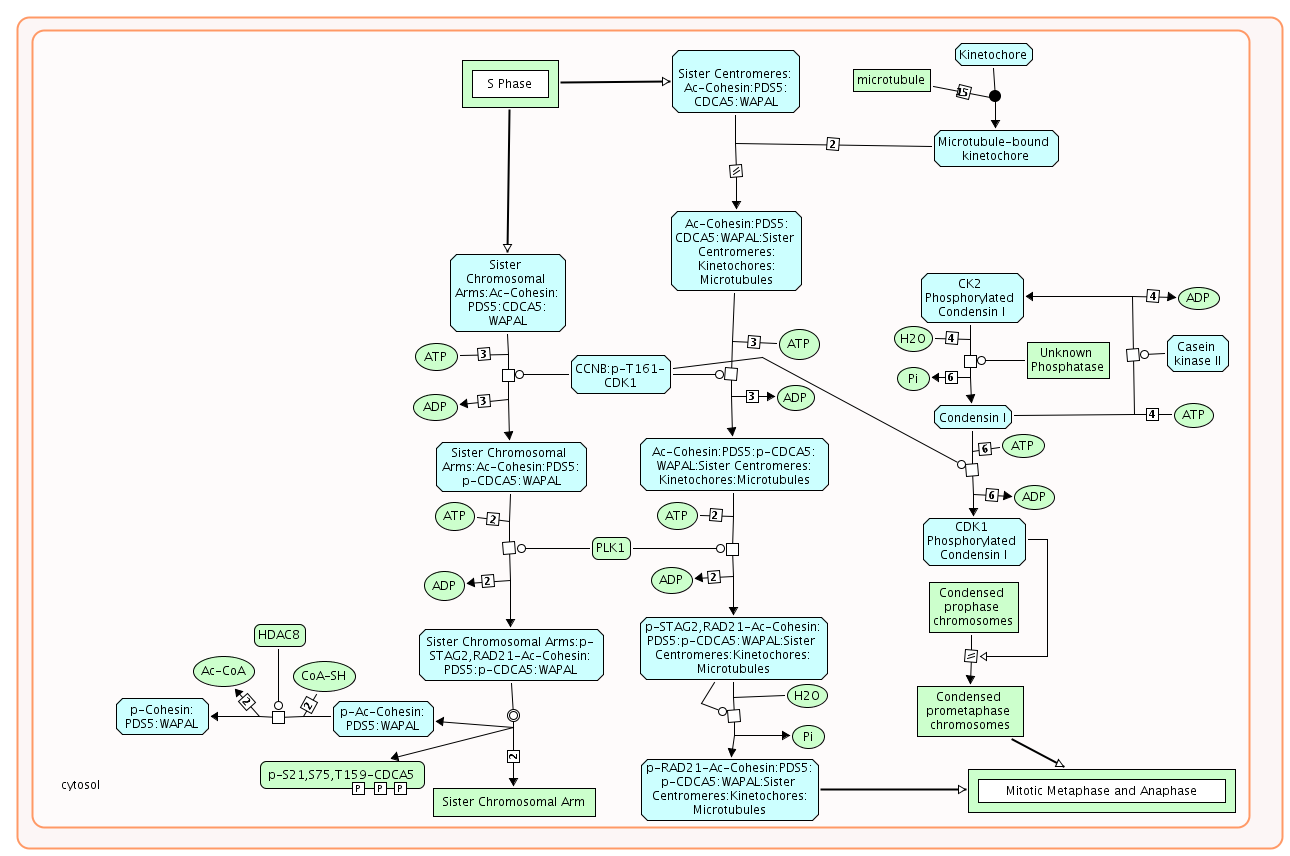 S Phase
Sister Centromeres:
Ac-Cohesin:PDS5:
CDCA5:WAPAL
Kinetochore
microtubule
15
Microtubule-bound
kinetochore
2
Ac-Cohesin:PDS5:
CDCA5:WAPAL:Sister
Centromeres:
Kinetochores:
Microtubules
Sister
Chromosomal
Arms:Ac-Cohesin:
PDS5:CDCA5:
WAPAL
CK2
Phosphorylated
Condensin I
4
ADP
H2O
4
Unknown
Phosphatase
Casein
kinase II
Pi
6
Condensin I
4
ATP
ATP
3
3
ATP
CCNB:p-T161-
CDK1
ADP
3
3
ADP
Sister Chromosomal
Arms:Ac-Cohesin:PDS5:
p-CDCA5:WAPAL
Ac-Cohesin:PDS5:p-CDCA5:
WAPAL:Sister Centromeres:
Kinetochores:Microtubules
6
ATP
6
ADP
ATP
2
ATP
2
PLK1
ADP
2
ADP
2
CDK1
Phosphorylated
Condensin I
Condensed
prophase
chromosomes
Sister Chromosomal Arms:p-
STAG2,RAD21-Ac-Cohesin:
PDS5:p-CDCA5:WAPAL
p-STAG2,RAD21-Ac-Cohesin:
PDS5:p-CDCA5:WAPAL:Sister
Centromeres:Kinetochores:
Microtubules
HDAC8
Ac-CoA
CoA-SH
2
2
p-Cohesin:
PDS5:WAPAL
p-Ac-Cohesin:
PDS5:WAPAL
H2O
Pi
Condensed
prometaphase
chromosomes
2
p-S21,S75,T159-CDCA5
P
P
P
Sister Chromosomal Arm
p-RAD21-Ac-Cohesin:PDS5:
p-CDCA5:WAPAL:Sister
Centromeres:Kinetochores:
Microtubules
Mitotic Metaphase and Anaphase
cytosol